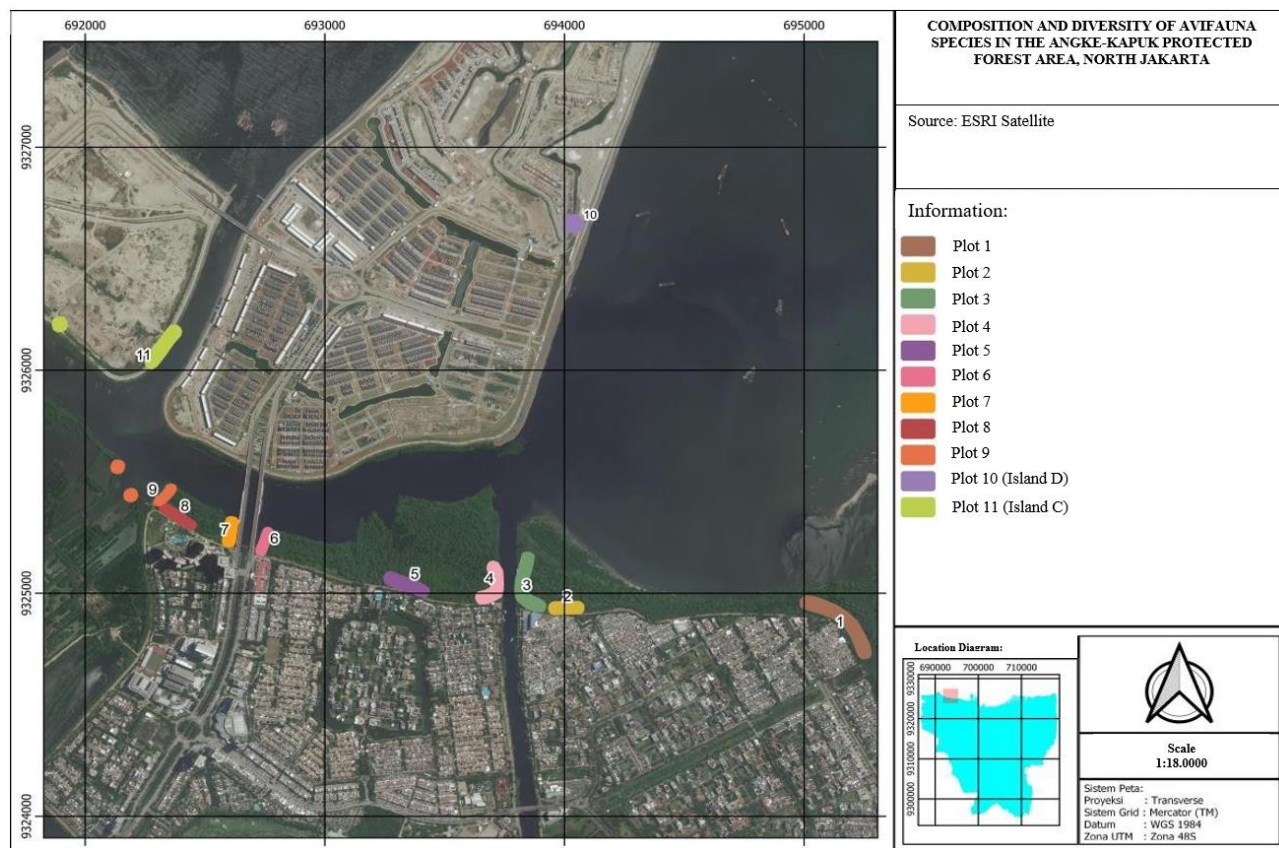 692000 693000 694000 695000
9327000
9326000
9325000
9324000
10
11
9
8
7
6
5
4
3
2
1
COMPOSITION AND DIVERSITY OF AVIFAUNA
SPECIES IN THE ANGKE-KAPUK PROTECTED
FOREST AREA, NORTH JAKARTA
Source: ESRI Satellite
Information:
Plot 1
Plot 2
Plot 3
Plot 4
Plot 5
Plot 6
Plot 7
Plot 8
Plot 9
Plot 10 (Island D)
Plot 11 (Island C)
Location Diagram:
690000 700000 710000
9330000
9320000
9310000
9300000
Scale
1:18.0000
Sistem Peta:
Proyeksi : Transverse
Sistem Grid : Mercator (TM)
Datum : WGS 1984
Zona UTM : Zona 48S